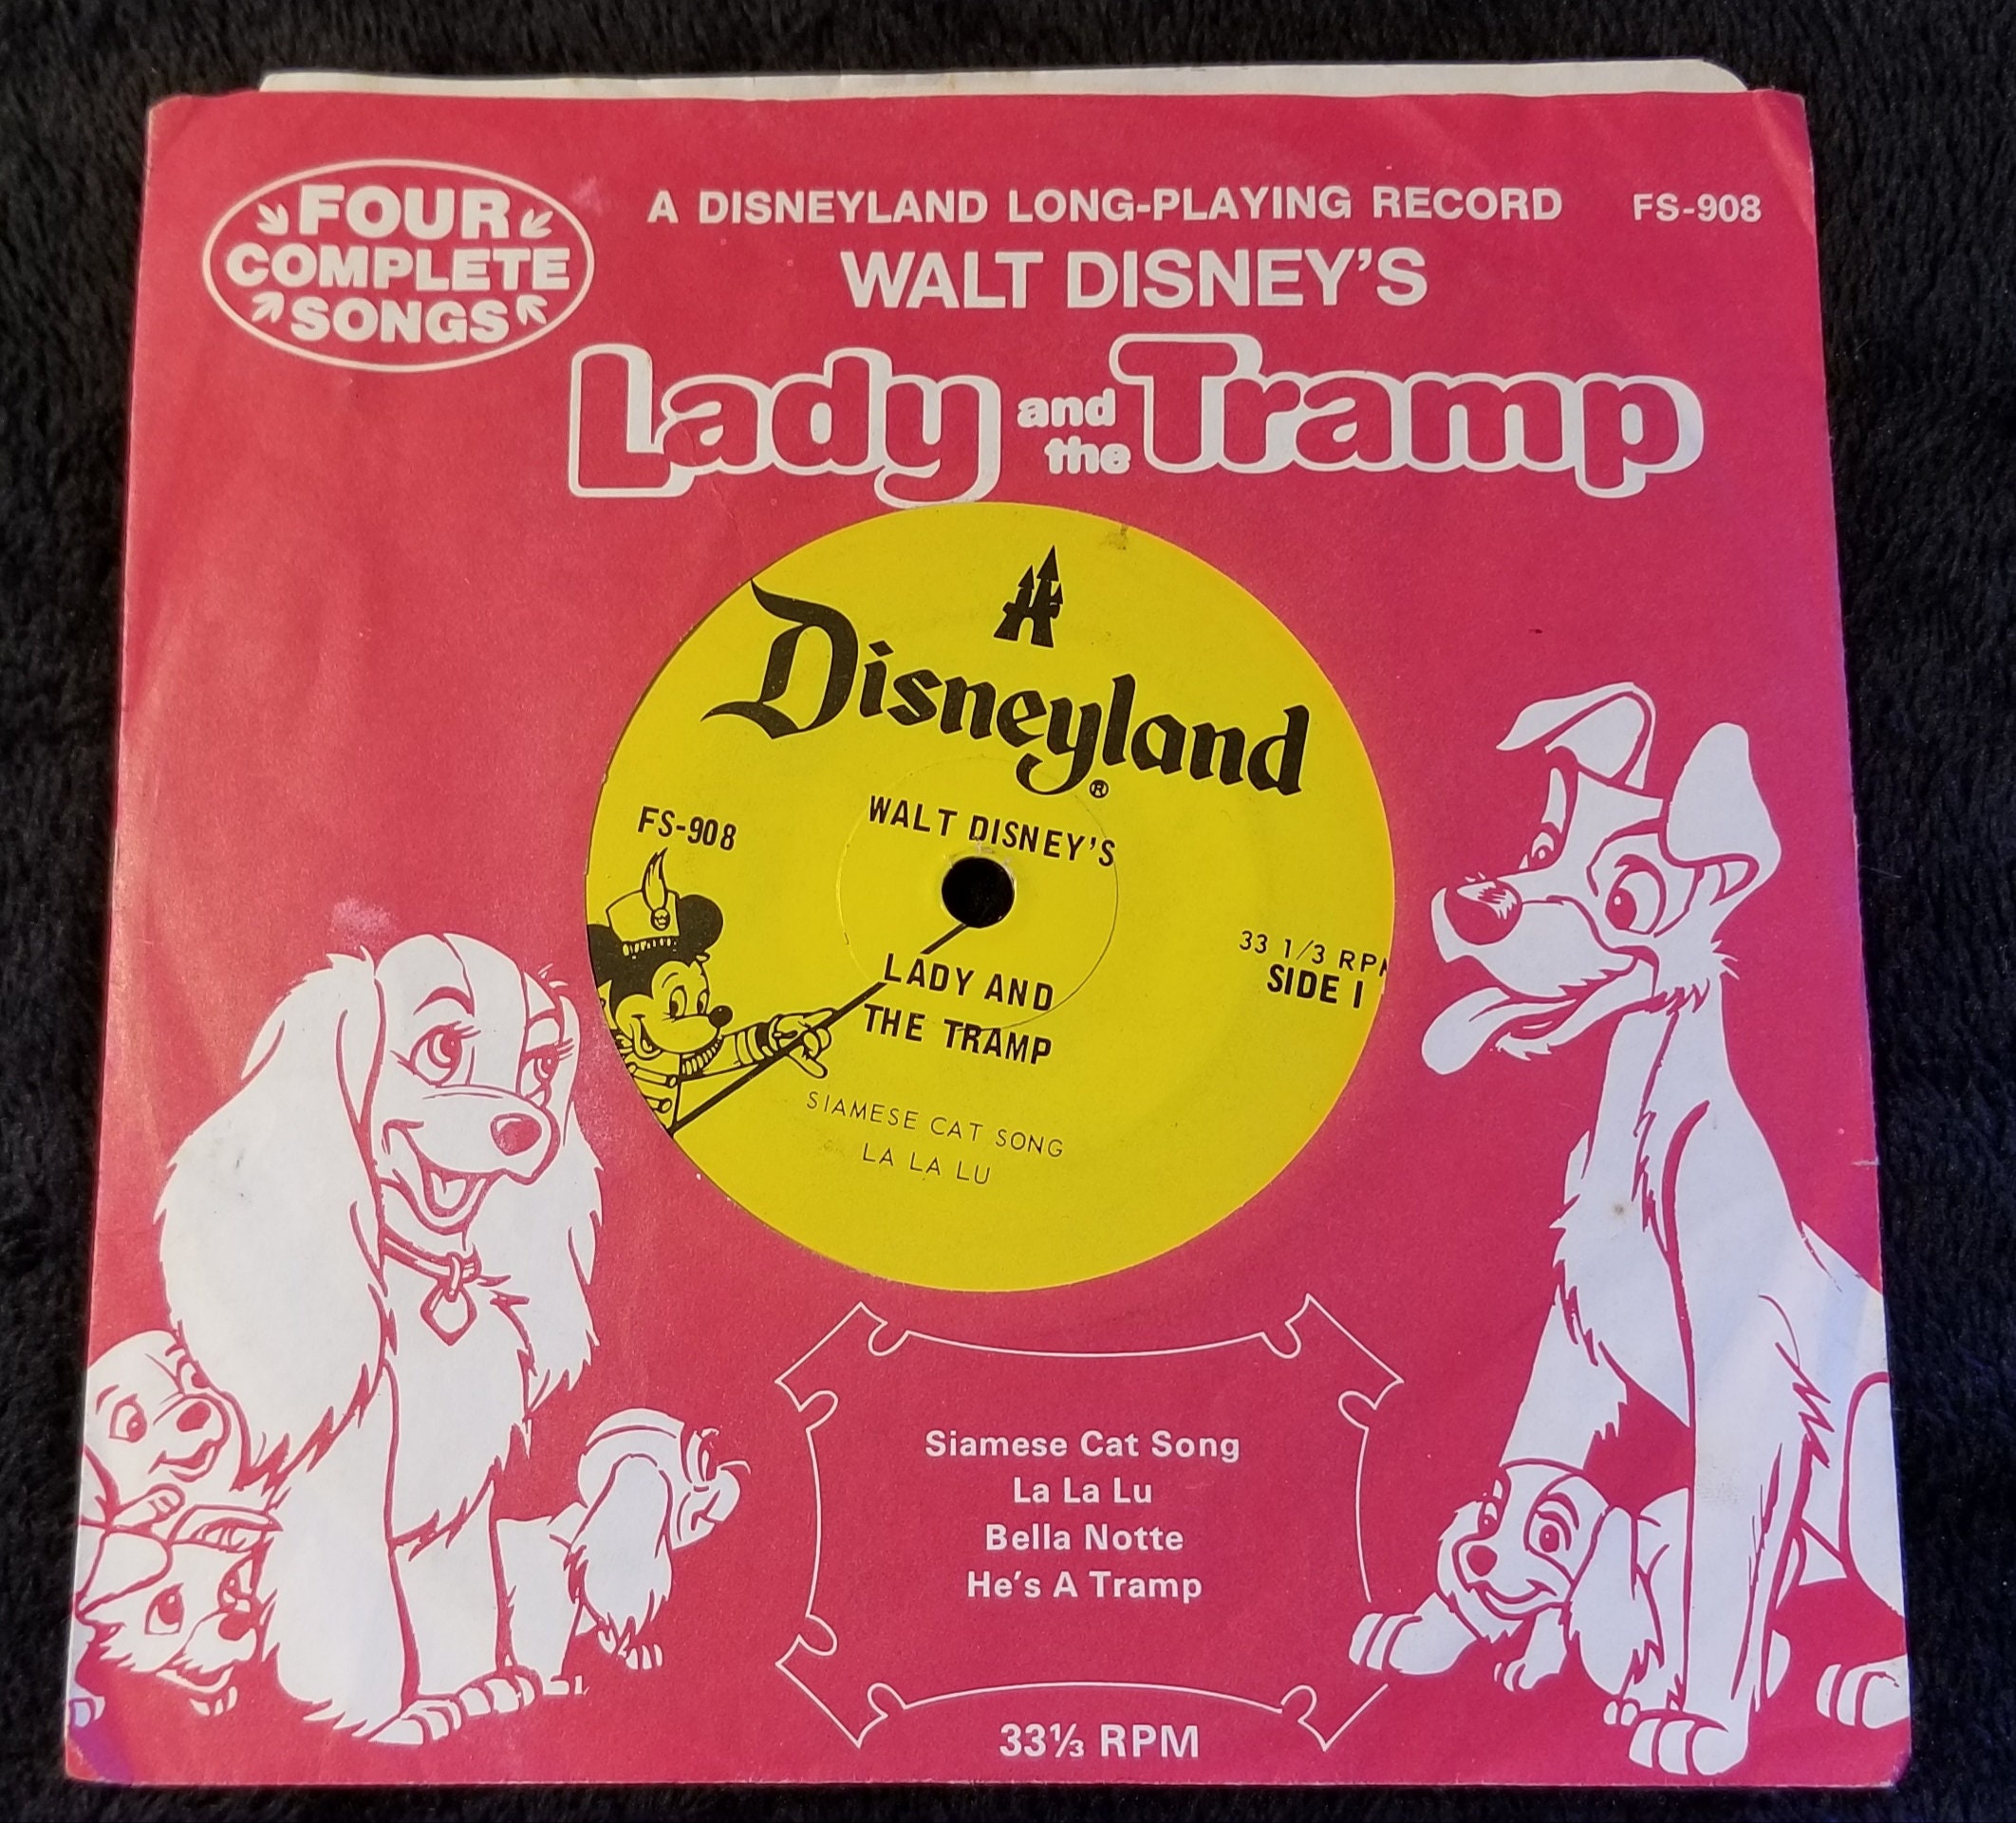 FOUR
COMPLETE
SONGS
A DISNEYLAND LONG-PLAYING RECORD FS-908
WALT DISNEY'S
Lady and the Tramp
Disneyland ®
FS-908
WALT DISNEY'S
LADY AND
THE TRAMP
33 1/3 RPM
SIDE 1
SIAMESE CAT SONG
LA LA LU
Siamese Cat Song
La La Lu
Bella Notte
He's A Tramp
33⅓ RPM